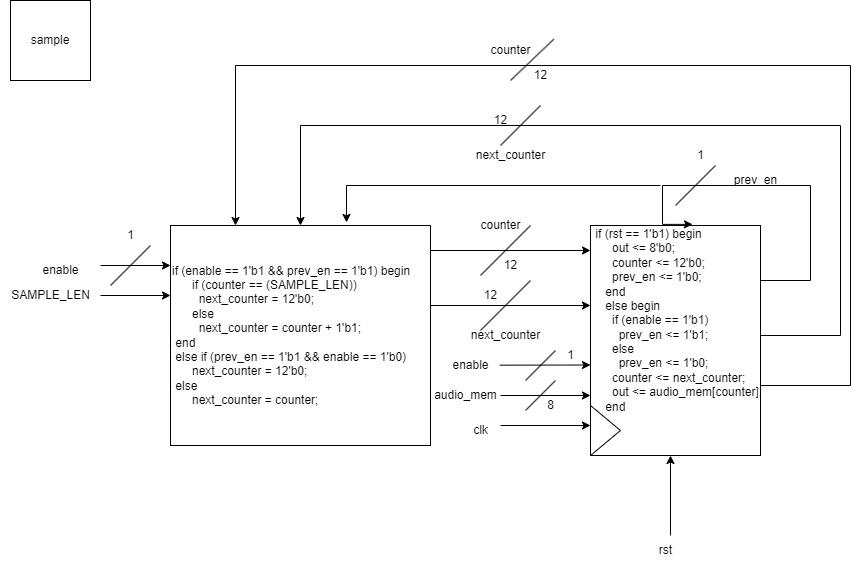 sample
counter
12
12
next_counter
1
prev_en
1
enable
SAMPLE_LEN
if (enable == 1'b1 && prev_en == 1'b1) begin
if (counter == (SAMPLE_LEN))
next_counter = 12'b0;
else
next_counter = counter + 1'b1;
end
else if (prev_en == 1'b1 && enable == 1'b0)
next_counter = 12'b0;
else
next_counter = counter;
counter
12
12
next_counter
enable
1
audio_mem
8
clk
if (rst == 1'b1) begin
out <= 8'b0;
counter <= 12'b0;
prev_en <= 1'b0;
end
else begin
if (enable == 1'b1)
prev_en <= 1'b1;
else
prev_en <= 1'b0;
counter <= next_counter;
out <= audio_mem[counter]
end
rst